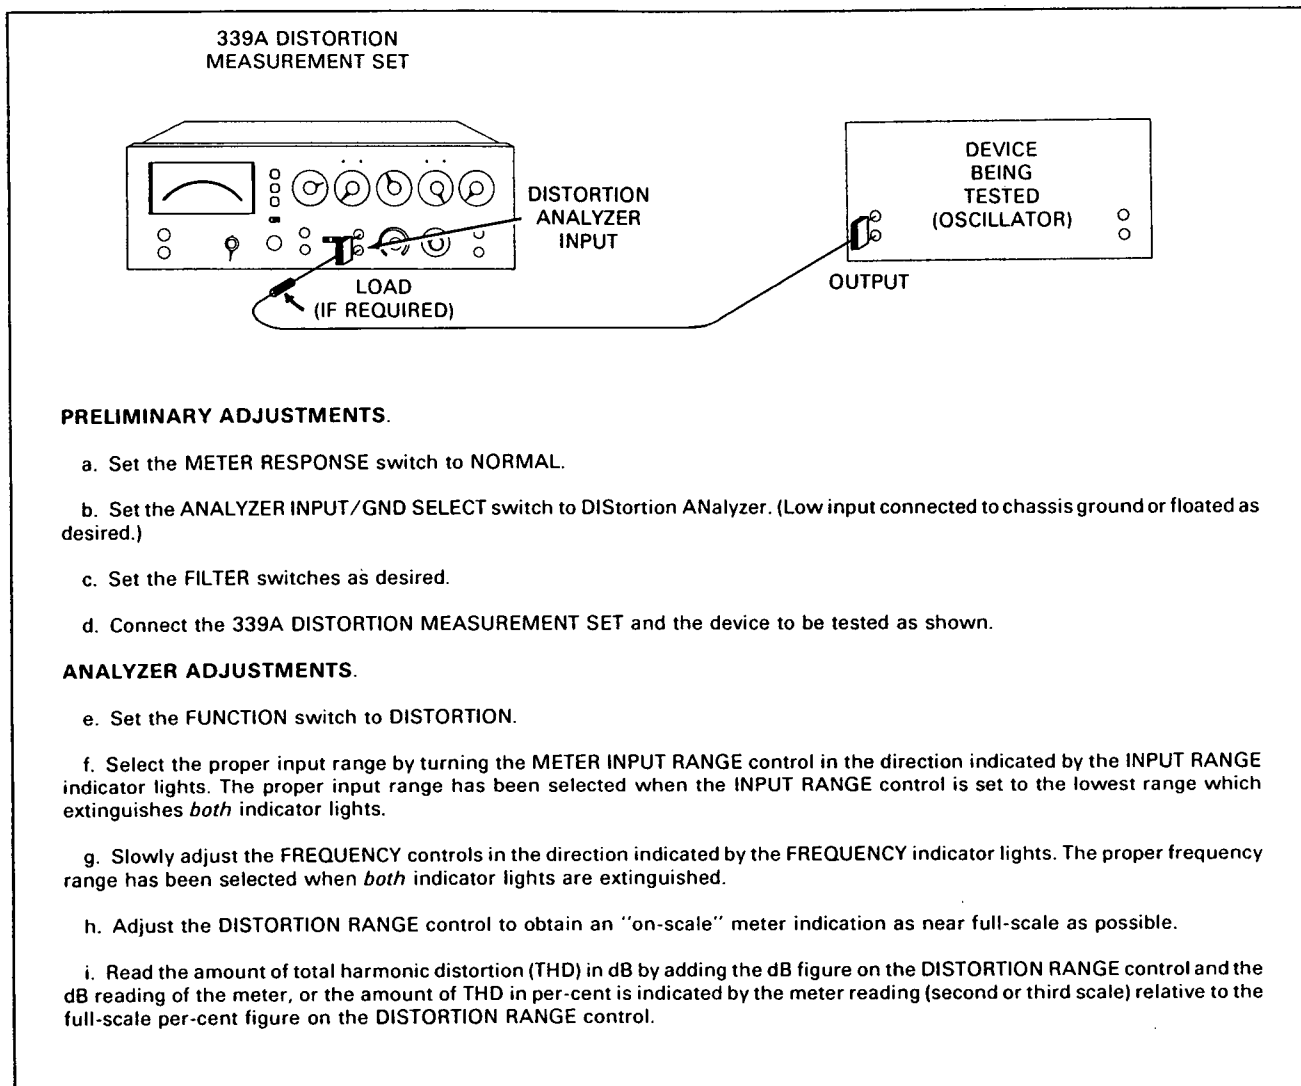 339A DISTORTION
MEASUREMENT SET
DISTORTION
ANALYZER
INPUT
LOAD
(IF REQUIRED)
DEVICE
BEING
TESTED
(OSCILLATOR)
OUTPUT
PRELIMINARY ADJUSTMENTS.
a. Set the METER RESPONSE switch to NORMAL.
b. Set the ANALYZER INPUT/GND SELECT switch to DIStortion ANalyzer. (Low input connected to chassis ground or floated as
desired.)
c. Set the FILTER switches as desired.
d. Connect the 339A DISTORTION MEASUREMENT SET and the device to be tested as shown.
ANALYZER ADJUSTMENTS.
e. Set the FUNCTION switch to DISTORTION.
f. Select the proper input range by turning the METER INPUT RANGE control in the direction indicated by the INPUT RANGE
indicator lights. The proper input range has been selected when the INPUT RANGE control is set to the lowest range which
extinguishes both indicator lights.
g. Slowly adjust the FREQUENCY controls in the direction indicated by the FREQUENCY indicator lights. The proper frequency
range has been selected when both indicator lights are extinguished.
h. Adjust the DISTORTION RANGE control to obtain an "on-scale" meter indication as near full-scale as possible.
i. Read the amount of total harmonic distortion (THD) in dB by adding the dB figure on the DISTORTION RANGE control and the
dB reading of the meter, or the amount of THD in per-cent is indicated by the meter reading (second or third scale) relative to the
full-scale per-cent figure on the DISTORTION RANGE control.